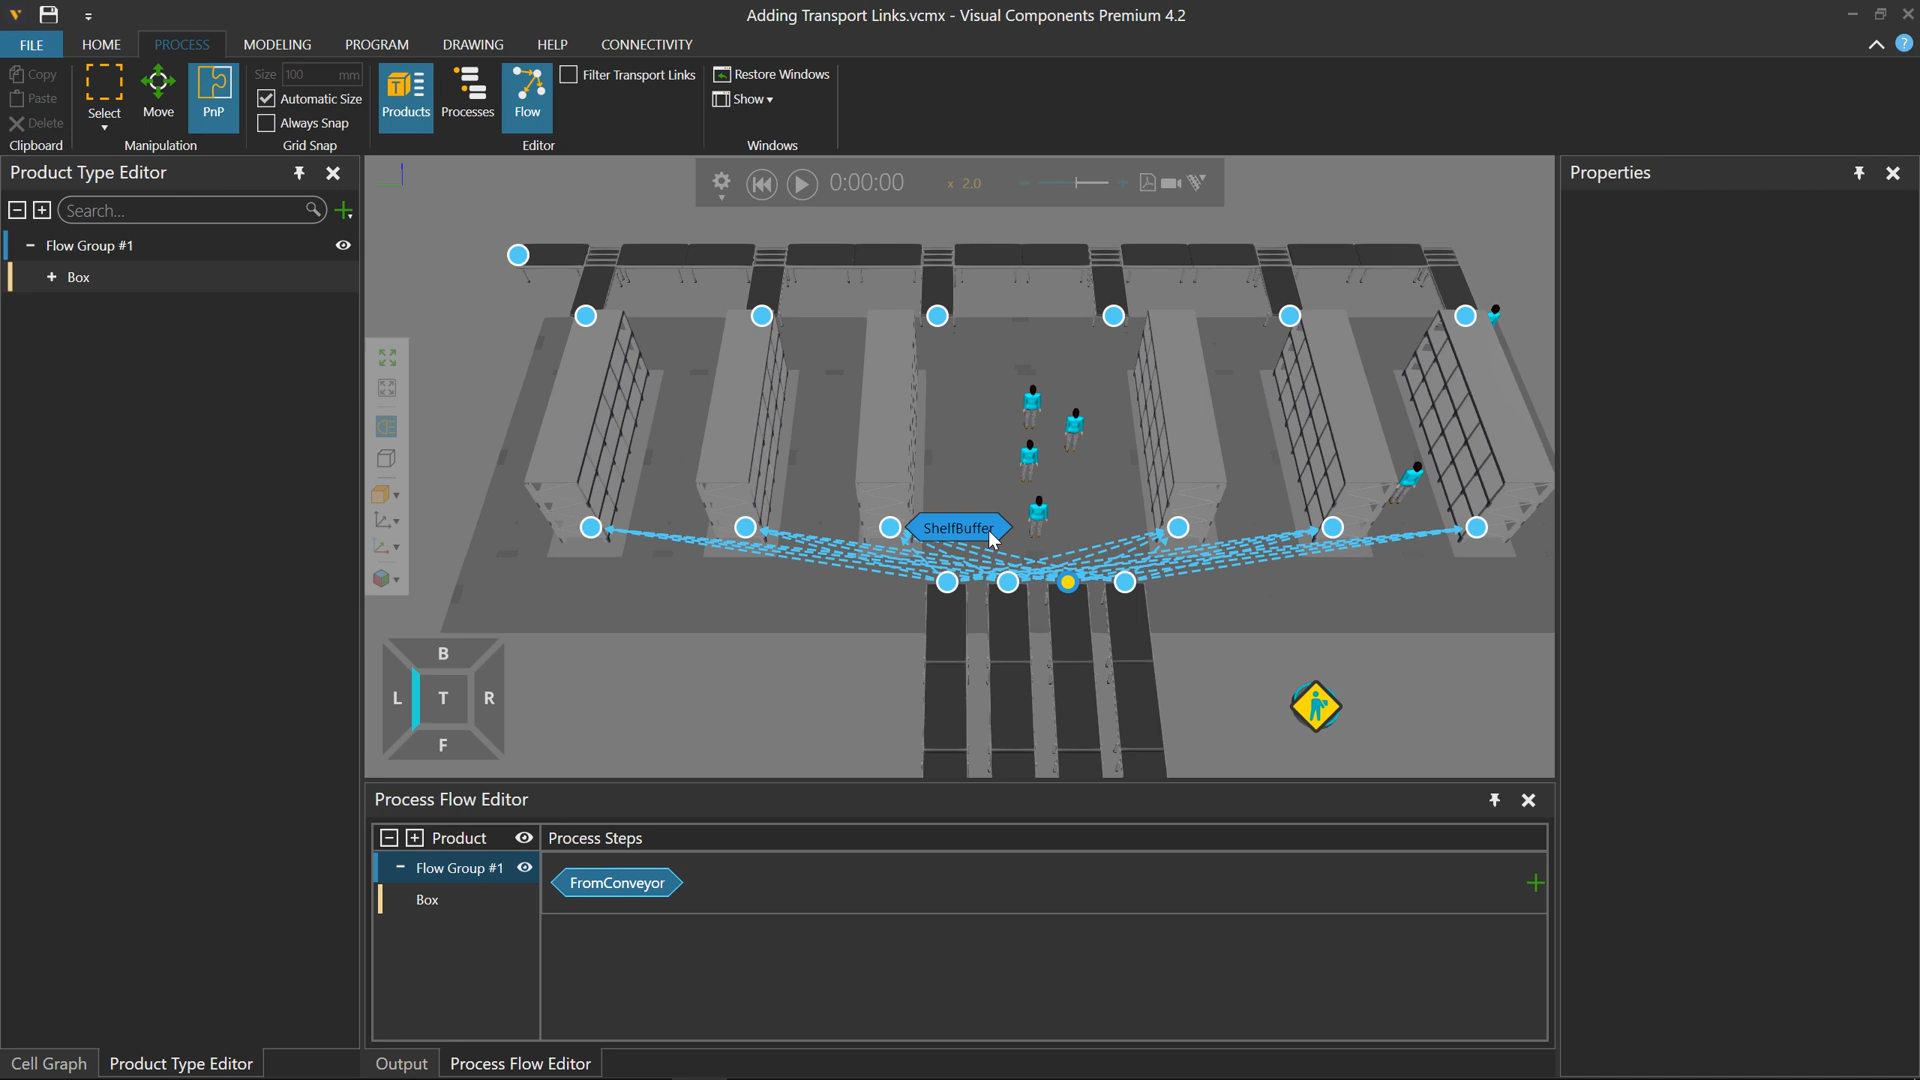 Adding Transport Links.vcmx - Visual Components Premium 4.2
FILE
HOME
PROCESS
MODELING
PROGRAM
DRAWING
HELP
CONNECTIVITY
?
Copy
Paste
Delete
Clipboard
Select
Move
PnP
Manipulation
Size
100
mm
Automatic Size
Always Snap
Grid Snap
Products
Processes
Flow
Editor
Filter Transport Links
Restore Windows
Show
Windows
Product Type Editor
Search...
Flow Group #1
Box
0:00:00
x 2.0
Properties
ShelfBuffer
B
L
T
R
F
Process Flow Editor
Product
Process Steps
Flow Group #1
FromConveyor
Box
Cell Graph
Product Type Editor
Output
Process Flow Editor